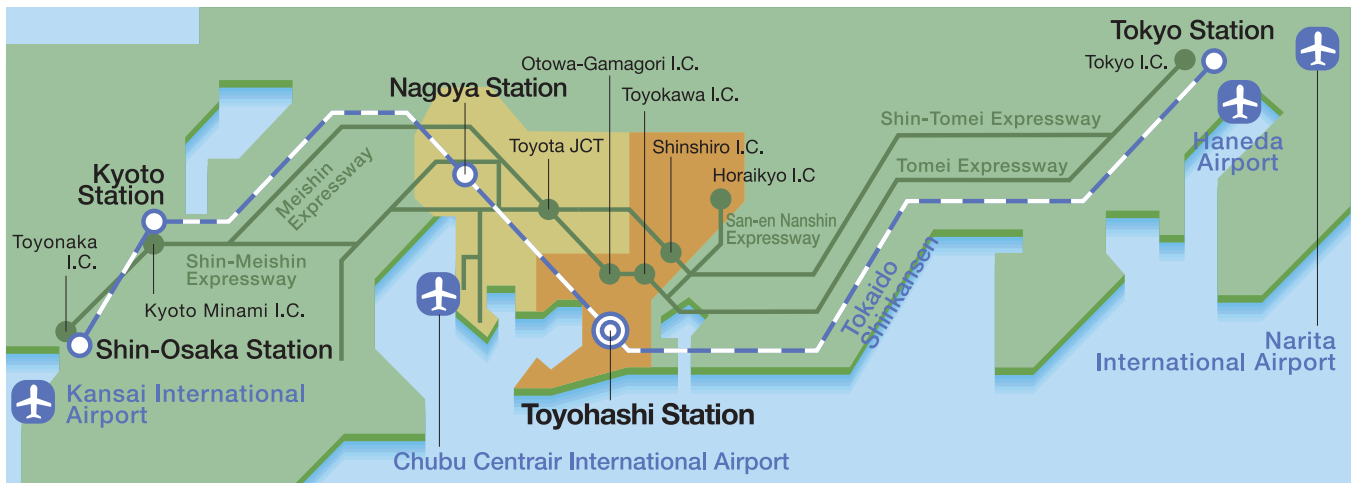 Tokyo Station
Tokyo I.C.
Otowa-Gamagori I.C.
Nagoya Station
Toyokawa I.C.
Shin-Tomei Expressway
Haneda
Airport
Toyota JCT
Shinshiro I.C.
Horaikyo I.C
Tomei Expressway
Kyoto
Station
Meishin
Expressway
San-en Nanshin
Expressway
Toyonaka
I.C.
Shin-Meishin
Expressway
Tokaido
Shinkansen
Kyoto Minami I.C.
Shin-Osaka Station
Narita
International Airport
Kansai International
Airport
Toyohashi Station
Chubu Centrair International Airport